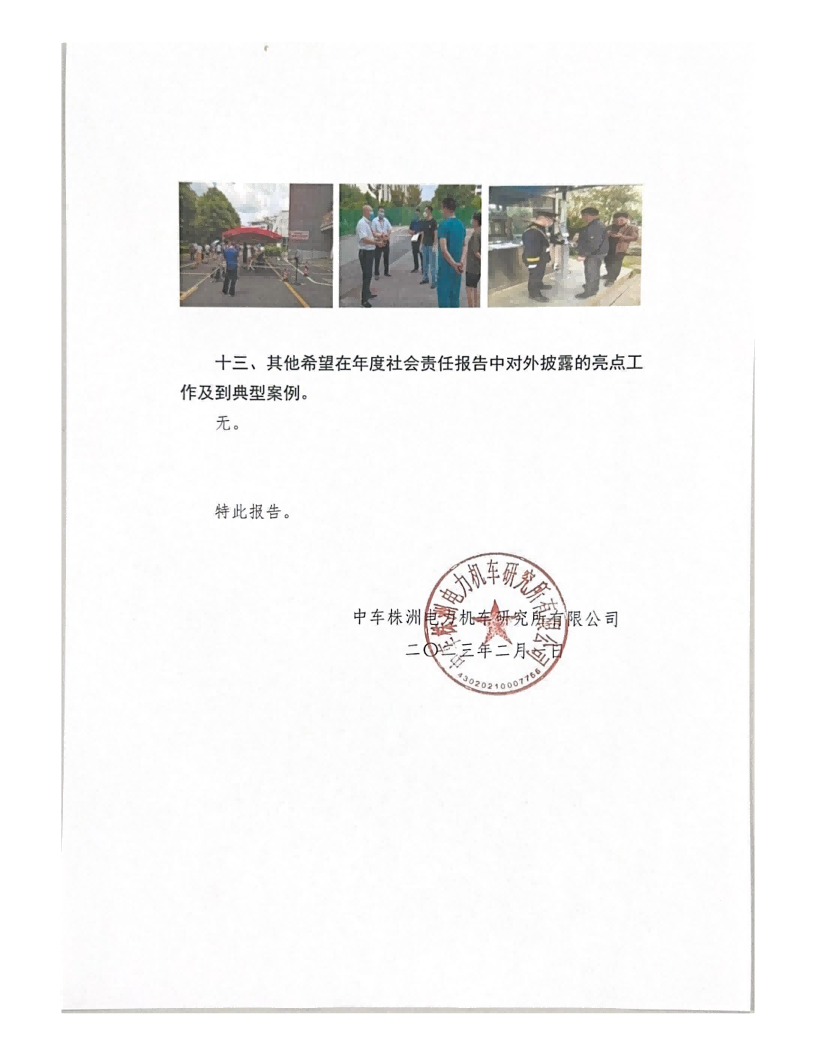 十三、其他希望在年度社会责任报告中对外披露的亮点工
作及到典型案例。
无。
特此报告。
中车株洲电力机车研究所有限公司
二〇二三年二月 日
中车株洲电力机车研究所有限公司